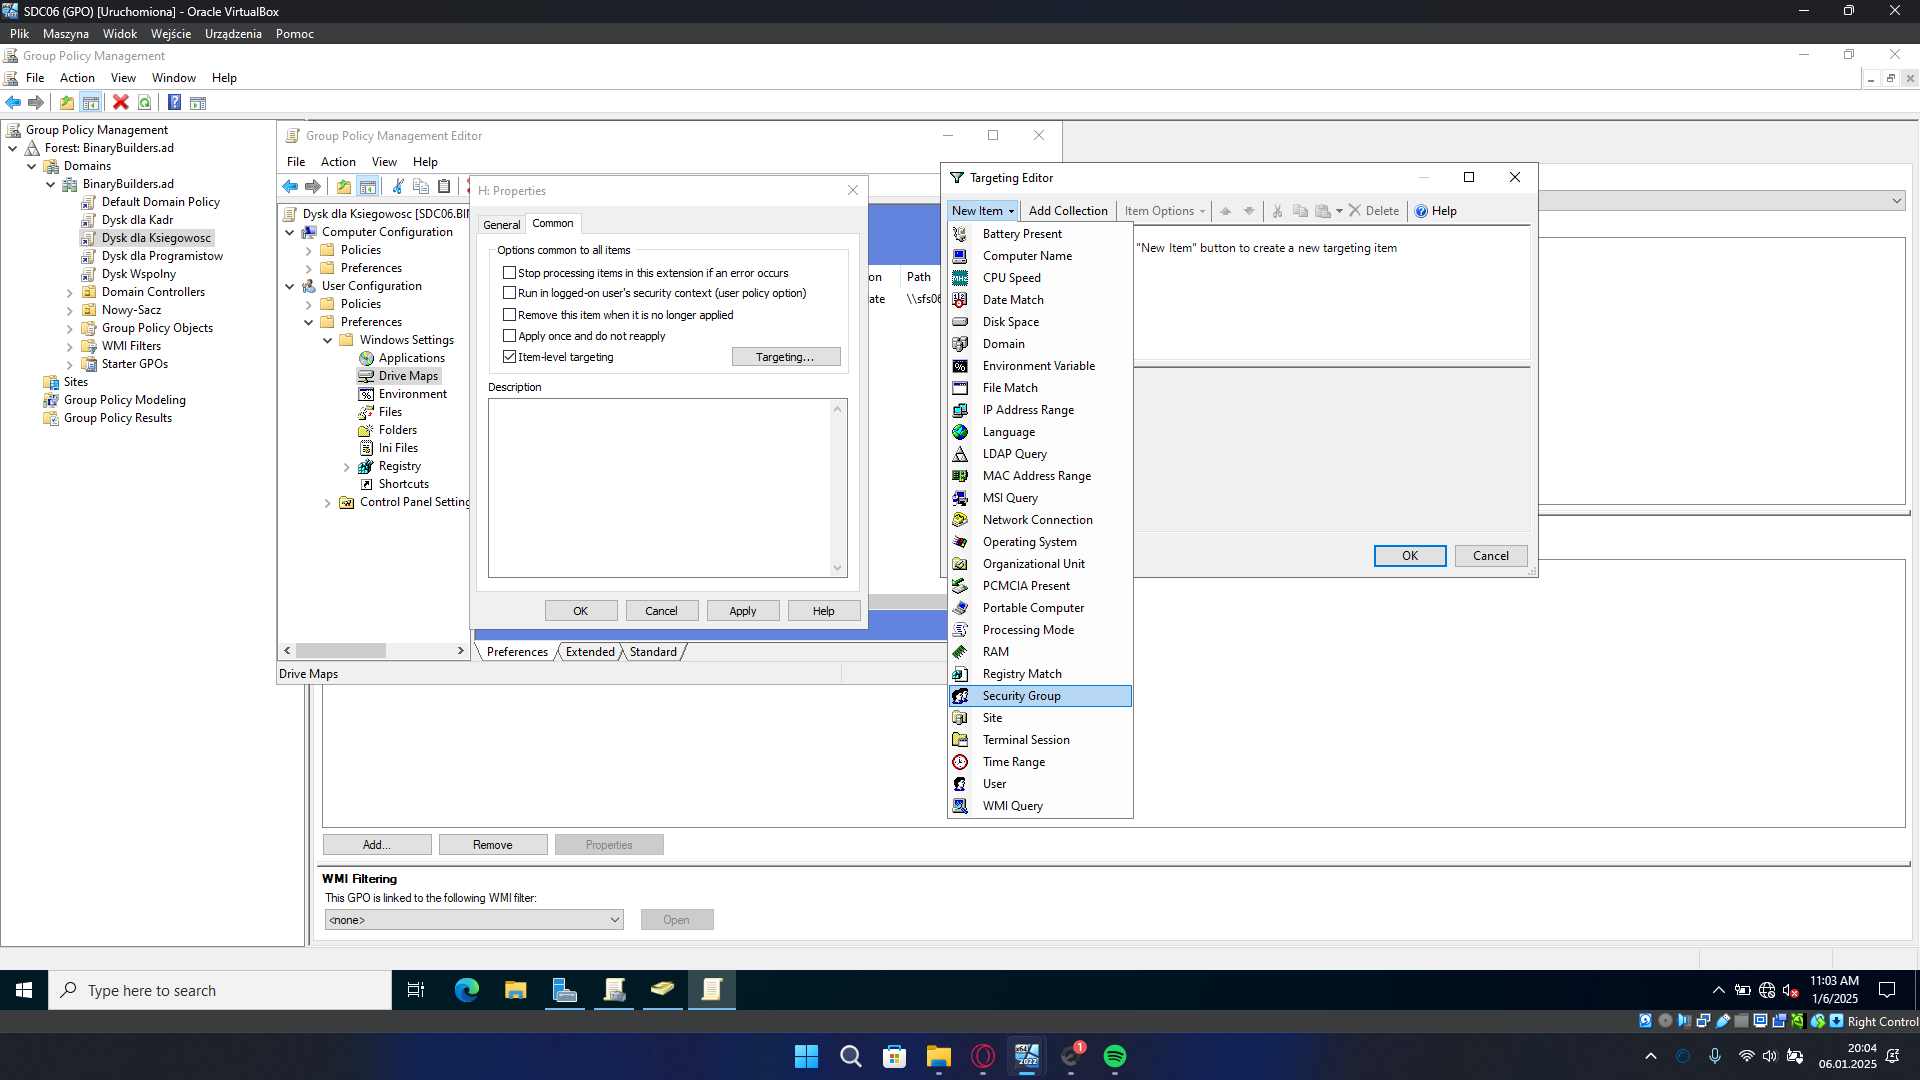 SDC06 (GPO) [Uruchomiona] - Oracle VirtualBox
Plik Maszyna Widok Wejście Urządzenia Pomoc
Group Policy Management
File Action View Window Help
Group Policy Management
Forest: BinaryBuilders.ad
Domains
BinaryBuilders.ad
Default Domain Policy
Dysk dla Kadr
Dysk dla Ksiegowosc
Dysk dla Programistow
Dysk Wspolny
Domain Controllers
Nowy-Sacz
Group Policy Objects
WMI Filters
Starter GPOs
Sites
Group Policy Modeling
Group Policy Results
Group Policy Management Editor
File Action View Help
Dysk dla Ksiegowosc [SDC06.BI
Computer Configuration
Policies
Preferences
User Configuration
Policies
Preferences
Windows Settings
Applications
Drive Maps
Environment
Files
Folders
Ini Files
Registry
Shortcuts
Control Panel Setting
on Path
ate \\sfs06
Preferences Extended Standard
Drive Maps
H: Properties
General Common
Options common to all items
Stop processing items in this extension if an error occurs
Run in logged-on user's security context (user policy option)
Remove this item when it is no longer applied
Apply once and do not reapply
Item-level targeting Targeting...
Description
OK Cancel Apply Help
Targeting Editor
New Item Add Collection Item Options Delete Help
"New Item" button to create a new targeting item
Battery Present
Computer Name
CPU Speed
Date Match
Disk Space
Domain
Environment Variable
File Match
IP Address Range
Language
LDAP Query
MAC Address Range
MSI Query
Network Connection
Operating System
Organizational Unit
PCMCIA Present
Portable Computer
Processing Mode
RAM
Registry Match
Security Group
Site
Terminal Session
Time Range
User
WMI Query
OK Cancel
Add... Remove Properties
WMI Filtering
This GPO is linked to the following WMI filter:
<none> Open
Type here to search
11:03 AM
1/6/2025
Right Control
2022
1
20:04
06.01.2025